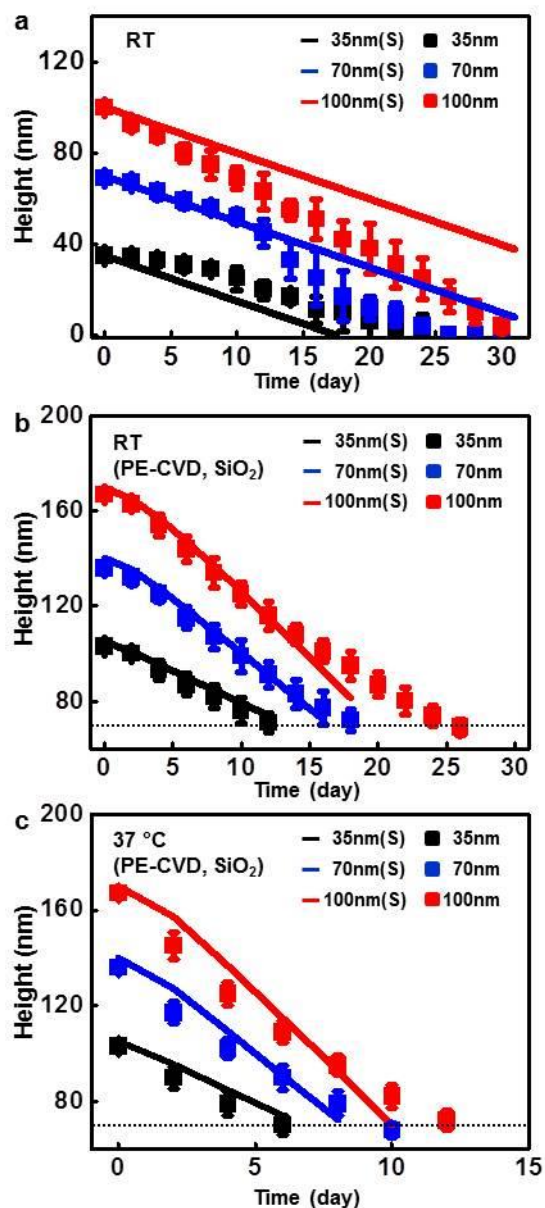 a
RT
35nm(S) 35nm
70nm(S) 70nm
100nm(S) 100nm
120
80
40
0
Height (nm)
0 5 10 15 20 25 30
Time (day)
b
RT
(PE-CVD, SiO₂)
35nm(S) 35nm
70nm(S) 70nm
100nm(S) 100nm
200
160
120
80
Height (nm)
0 5 10 15 20 25 30
Time (day)
c
37 °C
(PE-CVD, SiO₂)
35nm(S) 35nm
70nm(S) 70nm
100nm(S) 100nm
200
160
120
80
Height (nm)
0 5 10 15
Time (day)